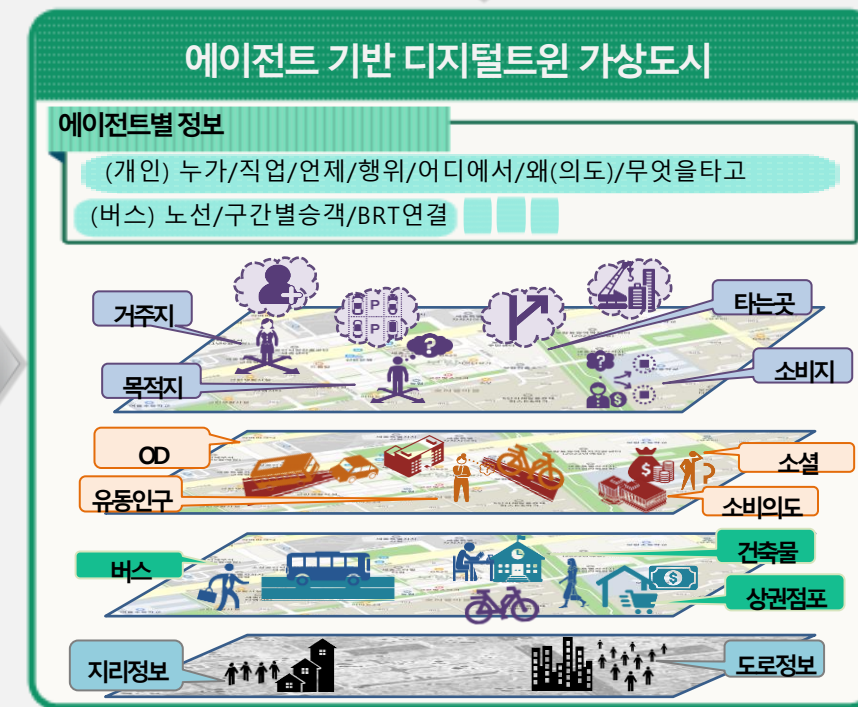 에이전트 기반 디지털트윈 가상도시
에이전트별 정보
(개인) 누가/직업/언제/행위/어디에서/왜(의도)/무엇을타고
(버스) 노선/구간별승객/BRT연결
거주지
타는곳
목적지
소비지
OD
소셜
유동인구
소비의도
버스
건축물
상권점포
지리정보
도로정보